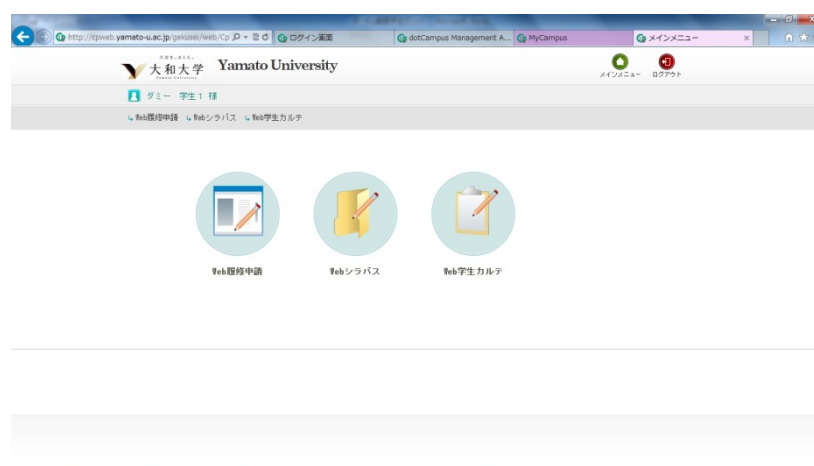 http://cpweb.yamato-u.ac.jp/gakusei/web/Cp
ログイン画面
dotCampus Management A...
MyCampus
メインメニュー
大和大学 Yamato University
Yamato University
メインメニュー
ログアウト
ダミー 学生1 様
Web履修申請 Webシラバス Web学生カルテ
Web履修申請 Webシラバス Web学生カルテ